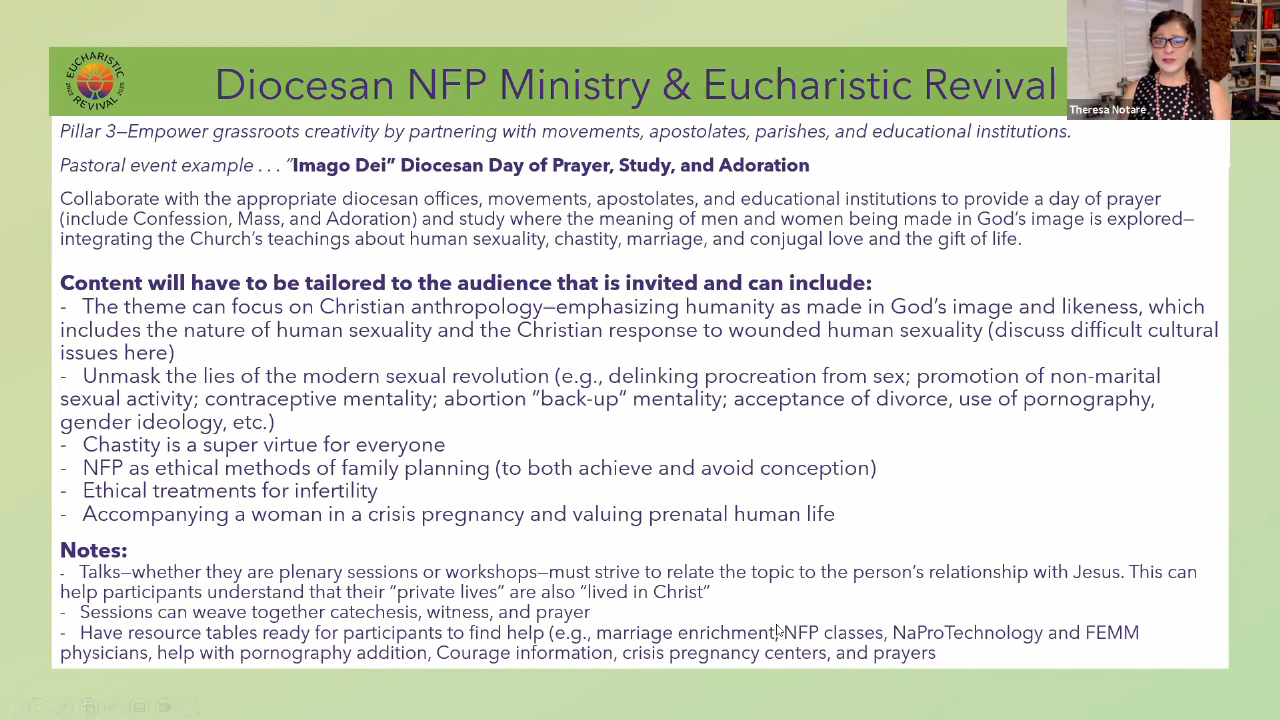 EUCHARISTIC
REVIVAL
Diocesan NFP Ministry & Eucharistic Revival
Theresa Notare
Pillar 3—Empower grassroots creativity by partnering with movements, apostolates, parishes, and educational institutions.
Pastoral event example . . . “Imago Dei” Diocesan Day of Prayer, Study, and Adoration
Collaborate with the appropriate diocesan offices, movements, apostolates, and educational institutions to provide a day of prayer
(include Confession, Mass, and Adoration) and study where the meaning of men and women being made in God’s image is explored—
integrating the Church’s teachings about human sexuality, chastity, marriage, and conjugal love and the gift of life.
Content will have to be tailored to the audience that is invited and can include:
- The theme can focus on Christian anthropology—emphasizing humanity as made in God’s image and likeness, which
includes the nature of human sexuality and the Christian response to wounded human sexuality (discuss difficult cultural
issues here)
- Unmask the lies of the modern sexual revolution (e.g., delinking procreation from sex; promotion of non-marital
sexual activity; contraceptive mentality; abortion “back-up” mentality; acceptance of divorce, use of pornography,
gender ideology, etc.)
- Chastity is a super virtue for everyone
- NFP as ethical methods of family planning (to both achieve and avoid conception)
- Ethical treatments for infertility
- Accompanying a woman in a crisis pregnancy and valuing prenatal human life
Notes:
- Talks—whether they are plenary sessions or workshops—must strive to relate the topic to the person’s relationship with Jesus. This can
help participants understand that their “private lives” are also “lived in Christ”
- Sessions can weave together catechesis, witness, and prayer
- Have resource tables ready for participants to find help (e.g., marriage enrichment, NFP classes, NaProTechnology and FEMM
physicians, help with pornography addition, Courage information, crisis pregnancy centers, and prayers